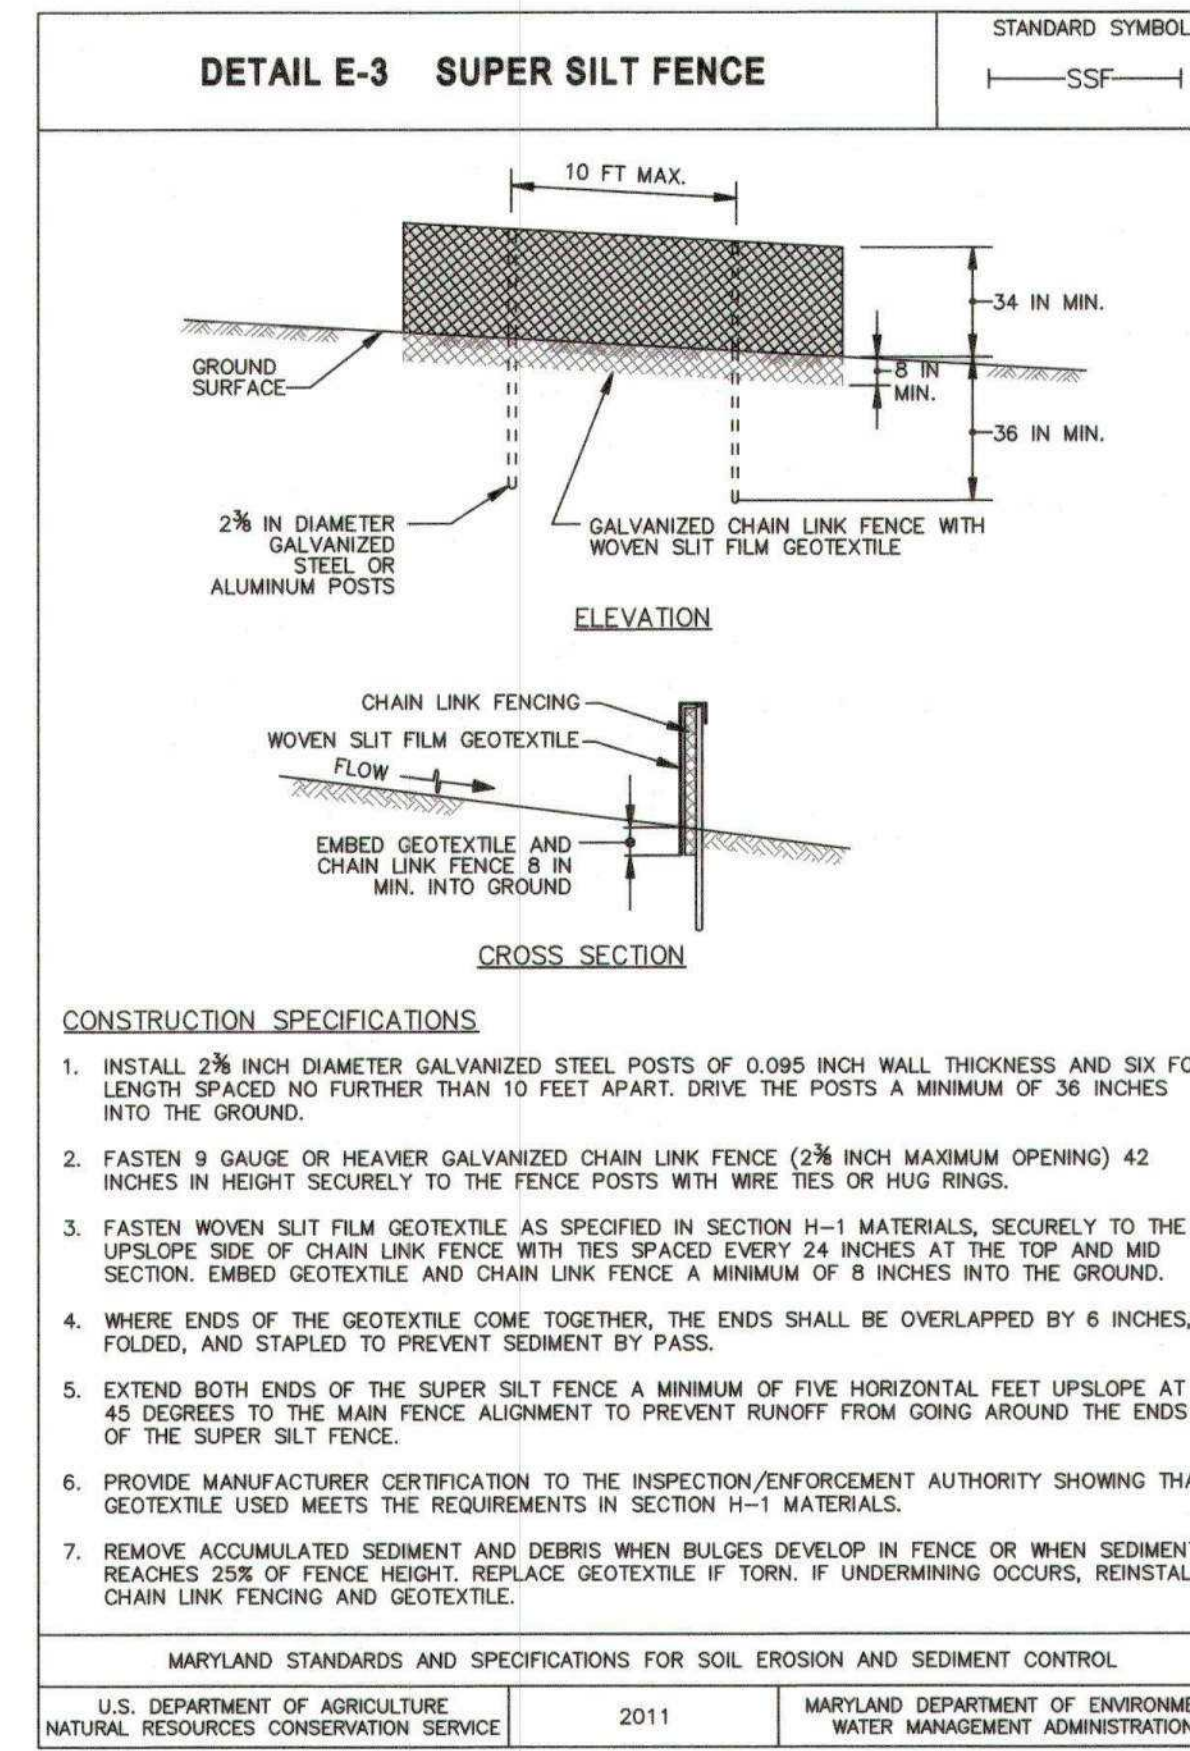 DETAIL E-3 SUPER SILT FENCE
STANDARD SYMBOL
SSF
10 FT MAX.
34 IN MIN.
GROUND
SURFACE
8 IN
MIN.
36 IN MIN.
2⅜ IN DIAMETER
GALVANIZED
STEEL OR
ALUMINUM POSTS
GALVANIZED CHAIN LINK FENCE WITH
WOVEN SLIT FILM GEOTEXTILE
ELEVATION
CHAIN LINK FENCING
WOVEN SLIT FILM GEOTEXTILE
FLOW
EMBED GEOTEXTILE AND
CHAIN LINK FENCE 8 IN
MIN. INTO GROUND
CROSS SECTION
CONSTRUCTION SPECIFICATIONS
1. INSTALL 2⅜ INCH DIAMETER GALVANIZED STEEL POSTS OF 0.095 INCH WALL THICKNESS AND SIX FO
LENGTH SPACED NO FURTHER THAN 10 FEET APART. DRIVE THE POSTS A MINIMUM OF 36 INCHES
INTO THE GROUND.
2. FASTEN 9 GAUGE OR HEAVIER GALVANIZED CHAIN LINK FENCE (2⅜ INCH MAXIMUM OPENING) 42
INCHES IN HEIGHT SECURELY TO THE FENCE POSTS WITH WIRE TIES OR HUG RINGS.
3. FASTEN WOVEN SLIT FILM GEOTEXTILE AS SPECIFIED IN SECTION H-1 MATERIALS, SECURELY TO THE
UPSLOPE SIDE OF CHAIN LINK FENCE WITH TIES SPACED EVERY 24 INCHES AT THE TOP AND MID
SECTION. EMBED GEOTEXTILE AND CHAIN LINK FENCE A MINIMUM OF 8 INCHES INTO THE GROUND.
4. WHERE ENDS OF THE GEOTEXTILE COME TOGETHER, THE ENDS SHALL BE OVERLAPPED BY 6 INCHES,
FOLDED, AND STAPLED TO PREVENT SEDIMENT BY PASS.
5. EXTEND BOTH ENDS OF THE SUPER SILT FENCE A MINIMUM OF FIVE HORIZONTAL FEET UPSLOPE AT
45 DEGREES TO THE MAIN FENCE ALIGNMENT TO PREVENT RUNOFF FROM GOING AROUND THE ENDS
OF THE SUPER SILT FENCE.
6. PROVIDE MANUFACTURER CERTIFICATION TO THE INSPECTION/ENFORCEMENT AUTHORITY SHOWING THA
GEOTEXTILE USED MEETS THE REQUIREMENTS IN SECTION H-1 MATERIALS.
7. REMOVE ACCUMULATED SEDIMENT AND DEBRIS WHEN BULGES DEVELOP IN FENCE OR WHEN SEDIMENT
REACHES 25% OF FENCE HEIGHT. REPLACE GEOTEXTILE IF TORN. IF UNDERMINING OCCURS, REINSTAL
CHAIN LINK FENCING AND GEOTEXTILE.
MARYLAND STANDARDS AND SPECIFICATIONS FOR SOIL EROSION AND SEDIMENT CONTROL
U.S. DEPARTMENT OF AGRICULTURE
NATURAL RESOURCES CONSERVATION SERVICE
2011
MARYLAND DEPARTMENT OF ENVIRONME
WATER MANAGEMENT ADMINISTRATION